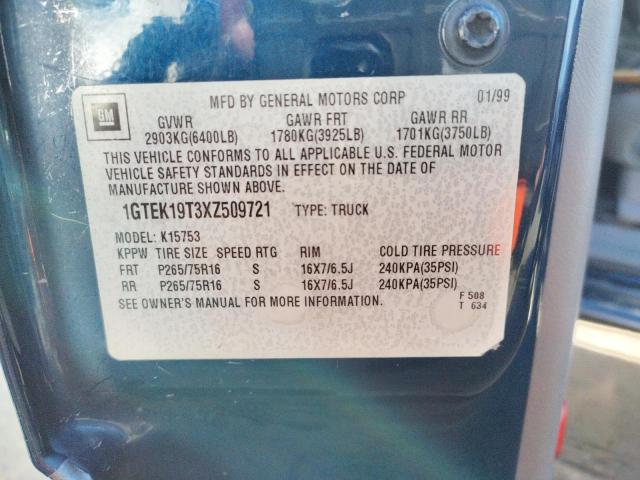 GM
MFD BY GENERAL MOTORS CORP 01/99
GVWR GAWR FRT GAWR RR
2903KG(6400LB) 1780KG(3925LB) 1701KG(3750LB)
THIS VEHICLE CONFORMS TO ALL APPLICABLE U.S. FEDERAL MOTOR
VEHICLE SAFETY STANDARDS IN EFFECT ON THE DATE OF
MANUFACTURE SHOWN ABOVE.
1GTEK19T3XZ509721 TYPE: TRUCK
MODEL: K15753
KPPW TIRE SIZE SPEED RTG RIM COLD TIRE PRESSURE
FRT P265/75R16 S 16X7/6.5J 240KPA(35PSI)
RR P265/75R16 S 16X7/6.5J 240KPA(35PSI)
SEE OWNER'S MANUAL FOR MORE INFORMATION. F 508
T 634